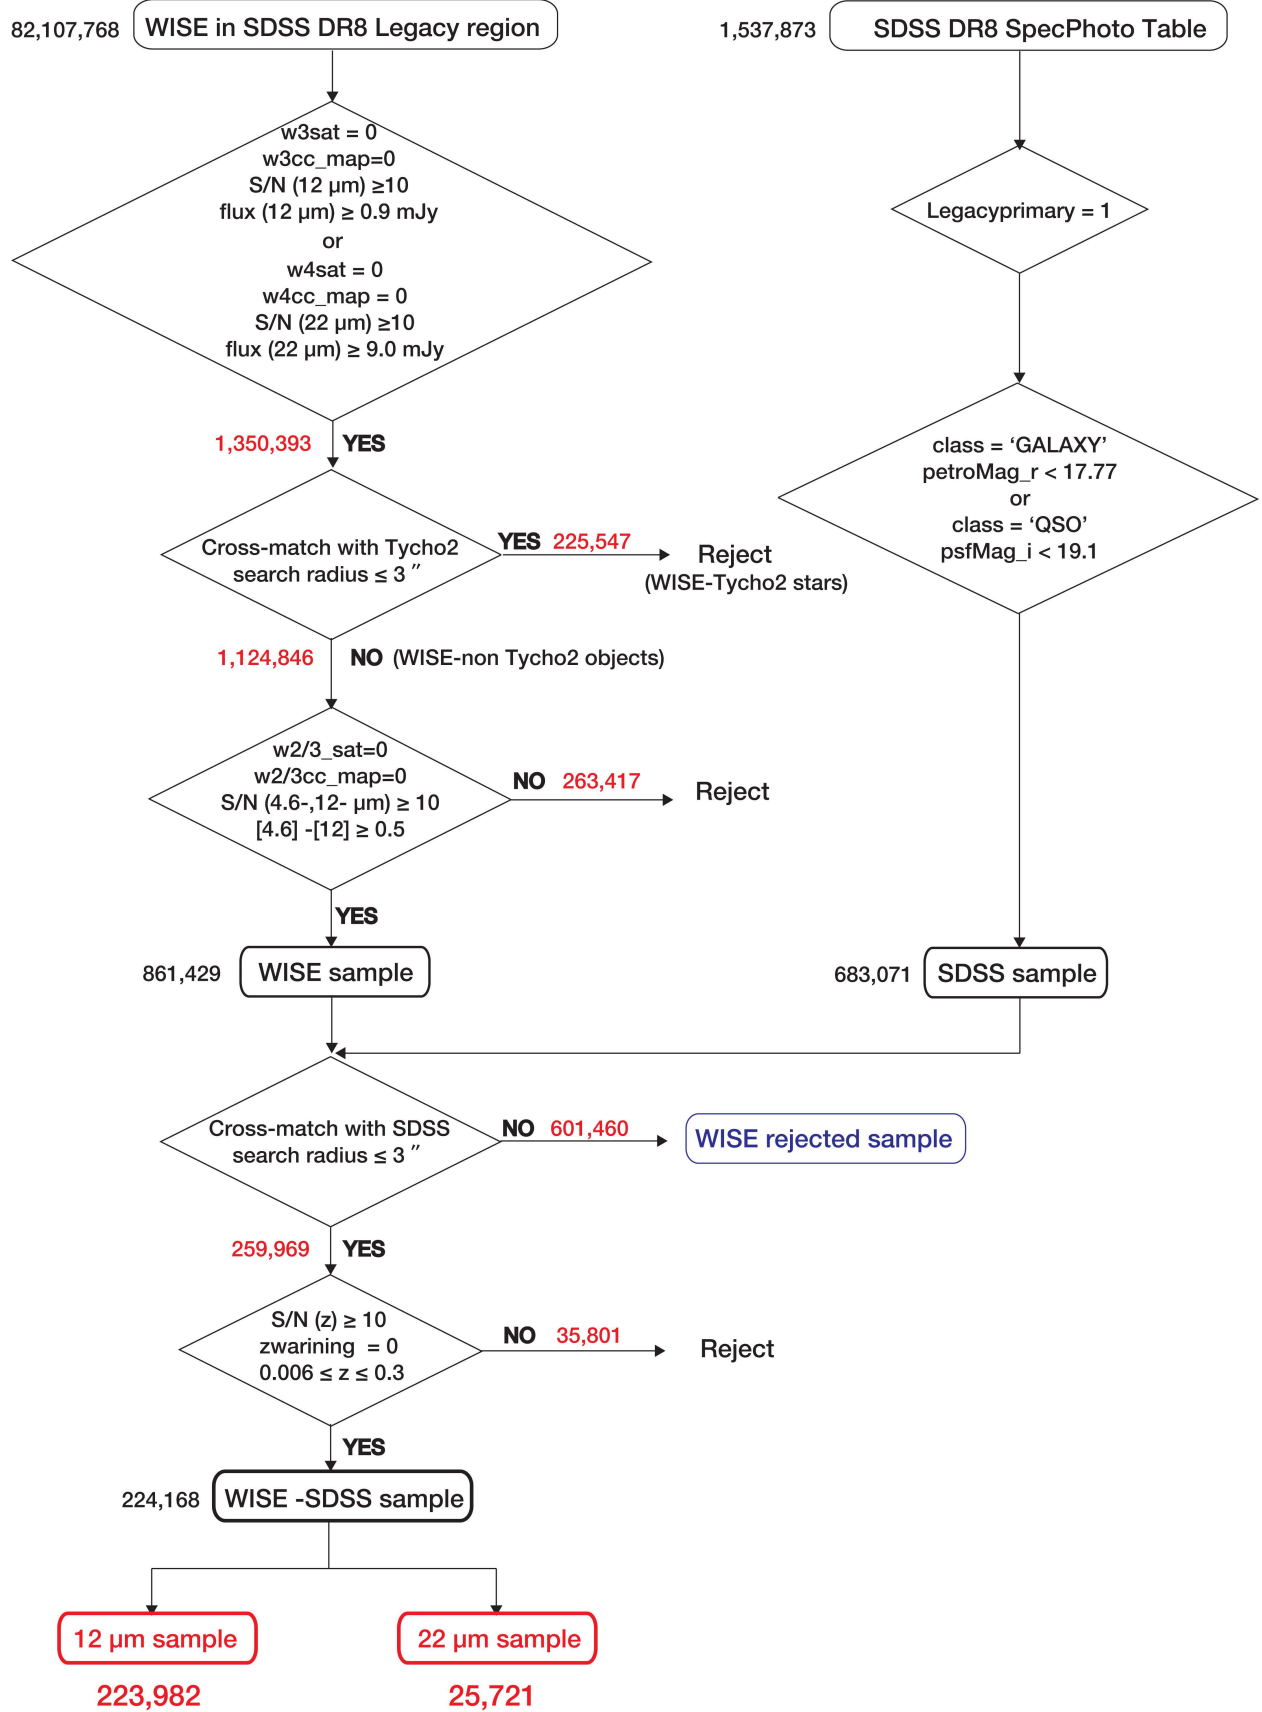 82,107,768 WISE in SDSS DR8 Legacy region
1,537,873 SDSS DR8 SpecPhoto Table
w3sat = 0
w3cc_map=0
S/N (12 µm) ≥10
flux (12 µm) ≥ 0.9 mJy
or
w4sat = 0
w4cc_map = 0
S/N (22 µm) ≥10
flux (22 µm) ≥ 9.0 mJy
Legacyprimary = 1
1,350,393 YES
class = ‘GALAXY’
petroMag_r < 17.77
or
class = ‘QSO’
psfMag_i < 19.1
Cross-match with Tycho2
search radius ≤ 3 ″
YES 225,547
Reject
(WISE-Tycho2 stars)
1,124,846 NO (WISE-non Tycho2 objects)
w2/3_sat=0
w2/3cc_map=0
S/N (4.6-,12- µm) ≥ 10
[4.6] -[12] ≥ 0.5
NO 263,417
Reject
YES
861,429 WISE sample
683,071 SDSS sample
Cross-match with SDSS
search radius ≤ 3 ″
NO 601,460
WISE rejected sample
259,969 YES
S/N (z) ≥ 10
zwarining = 0
0.006 ≤ z ≤ 0.3
NO 35,801
Reject
YES
224,168 WISE -SDSS sample
12 µm sample
22 µm sample
223,982
25,721